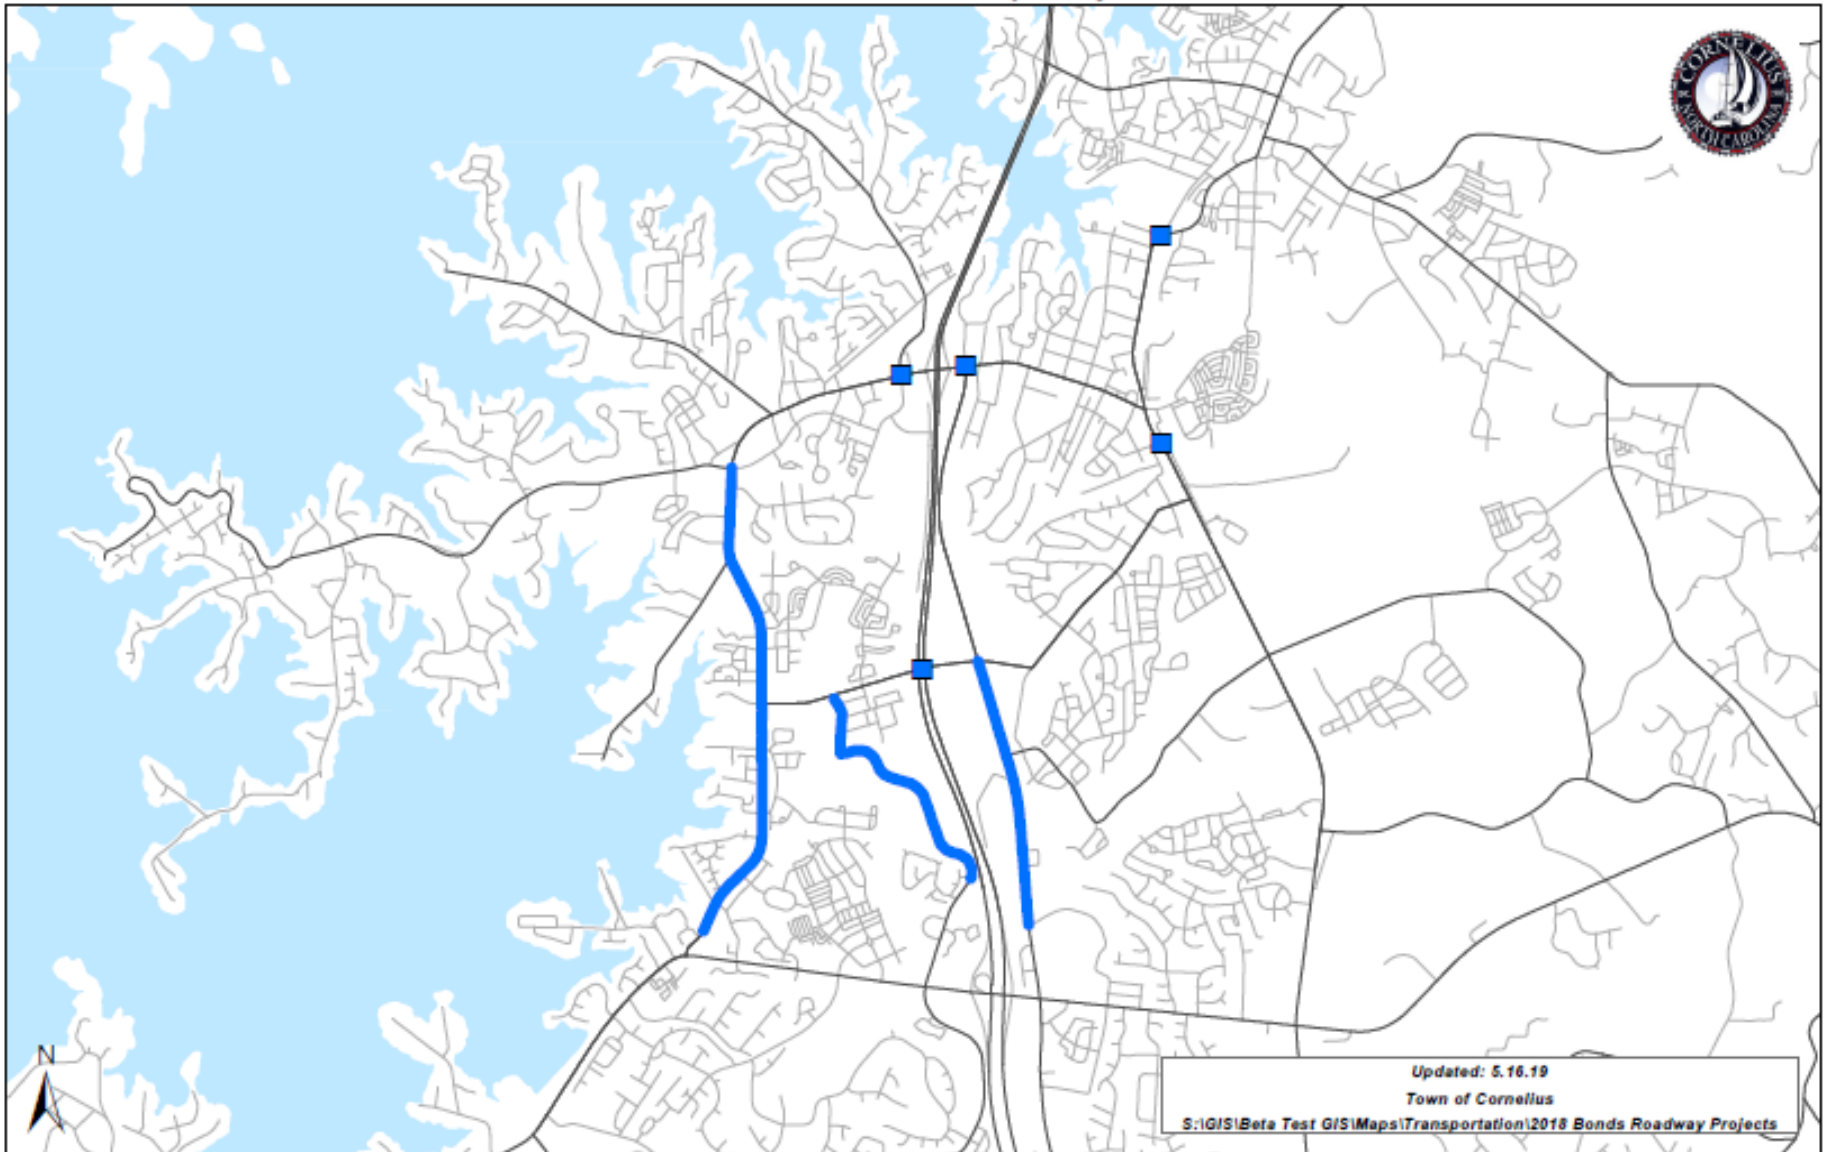 CORNELIUS
NORTH CAROLINA
N
Updated: 5.16.19
Town of Cornelius
S:\GIS\Beta Test GIS\Maps\Transportation\2018 Bonds Roadway Projects